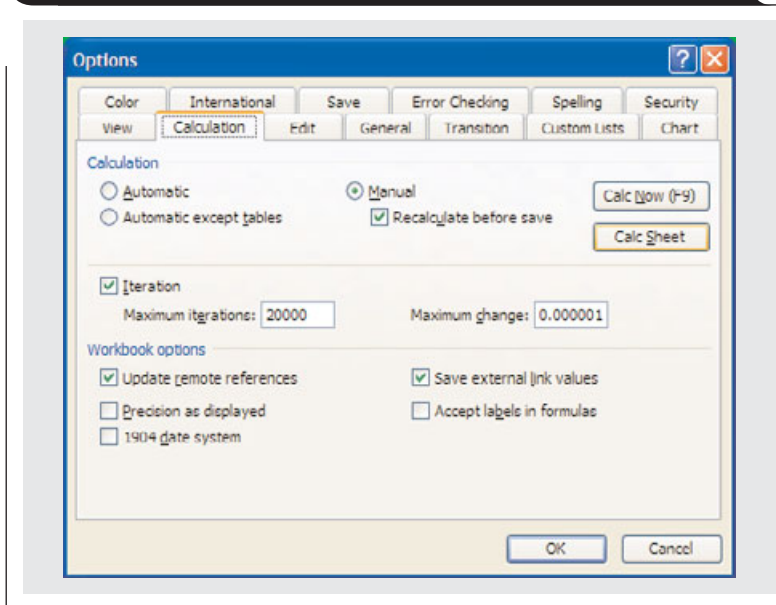 Options
Color International Save Error Checking Spelling Security
View Calculation Edit General Transition Custom Lists Chart
Calculation
Automatic Manual Calc Now (F9)
Automatic except tables Recalculate before save
Calc Sheet
Iteration
Maximum iterations: 20000 Maximum change: 0.000001
Workbook options
Update remote references Save external link values
Precision as displayed Accept labels in formulas
1904 date system
OK Cancel